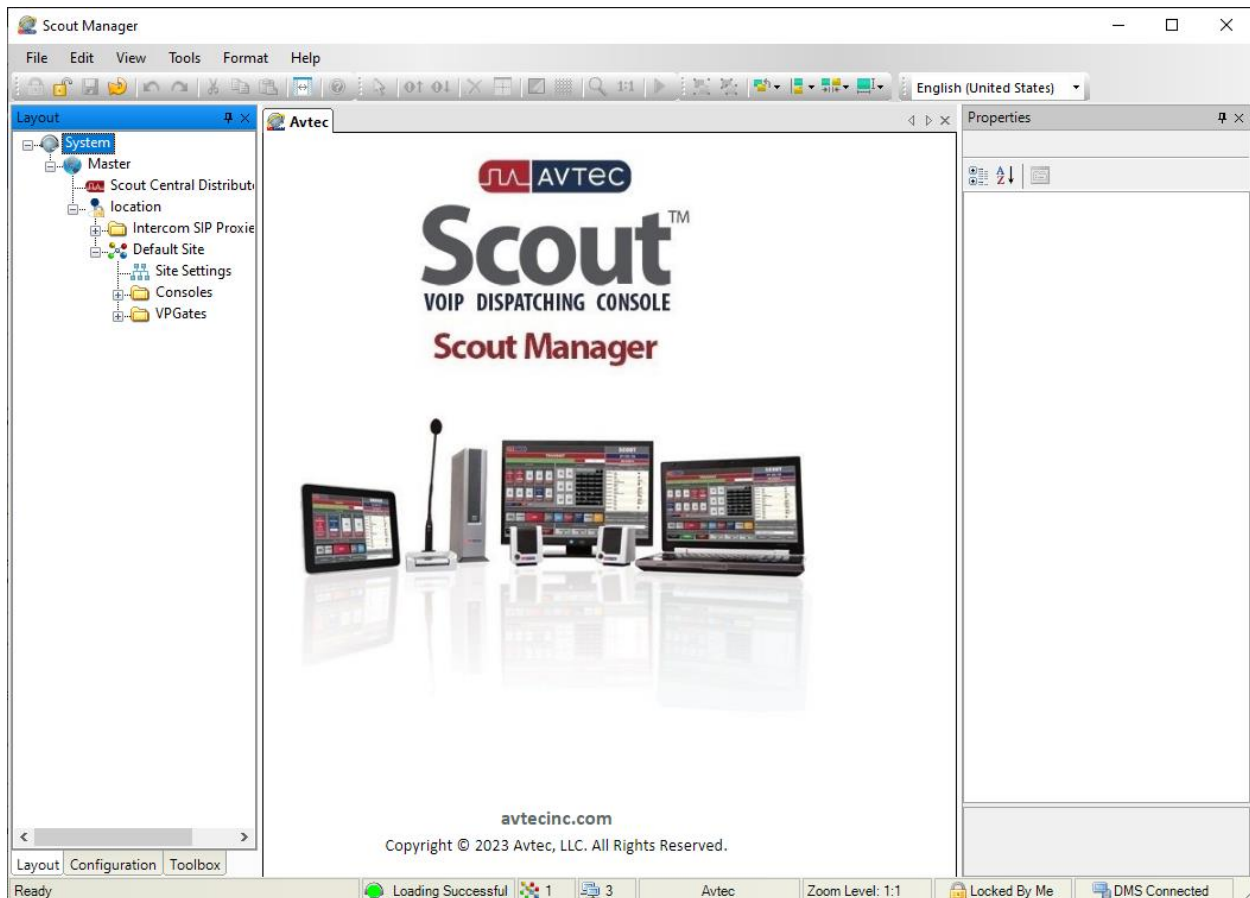 Scout Manager
File Edit View Tools Format Help
1:1 English (United States)
Layout
System
Master
Scout Central Distribut
location
Intercom SIP Proxie
Default Site
Site Settings
Consoles
VPGates
Layout Configuration Toolbox
Avtec
AVTEC
Scout™
VOIP DISPATCHING CONSOLE
Scout Manager
avtecinc.com
Copyright © 2023 Avtec, LLC. All Rights Reserved.
Properties
Ready Loading Successful 1 3 Avtec Zoom Level: 1:1 Locked By Me DMS Connected